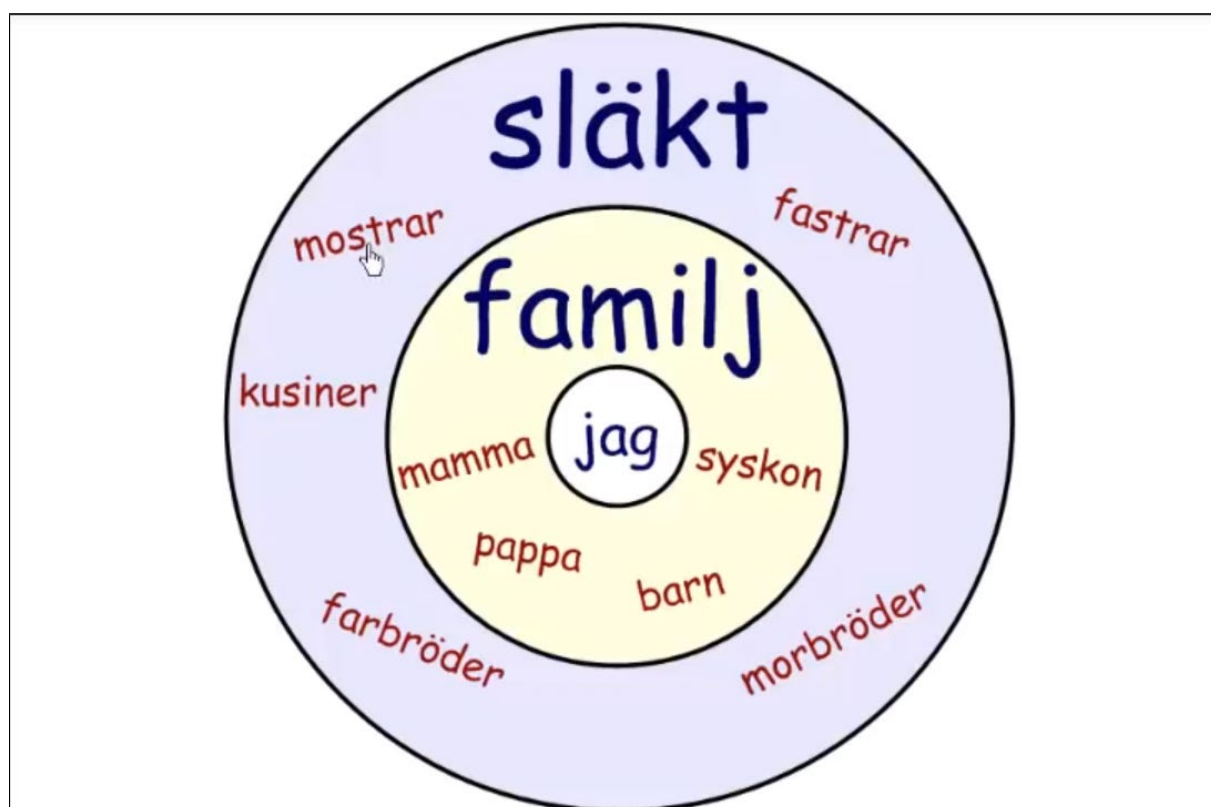 släkt
mostrar
fastrar
familj
kusiner
jag
mamma
syskon
pappa
barn
farbröder
morbröder